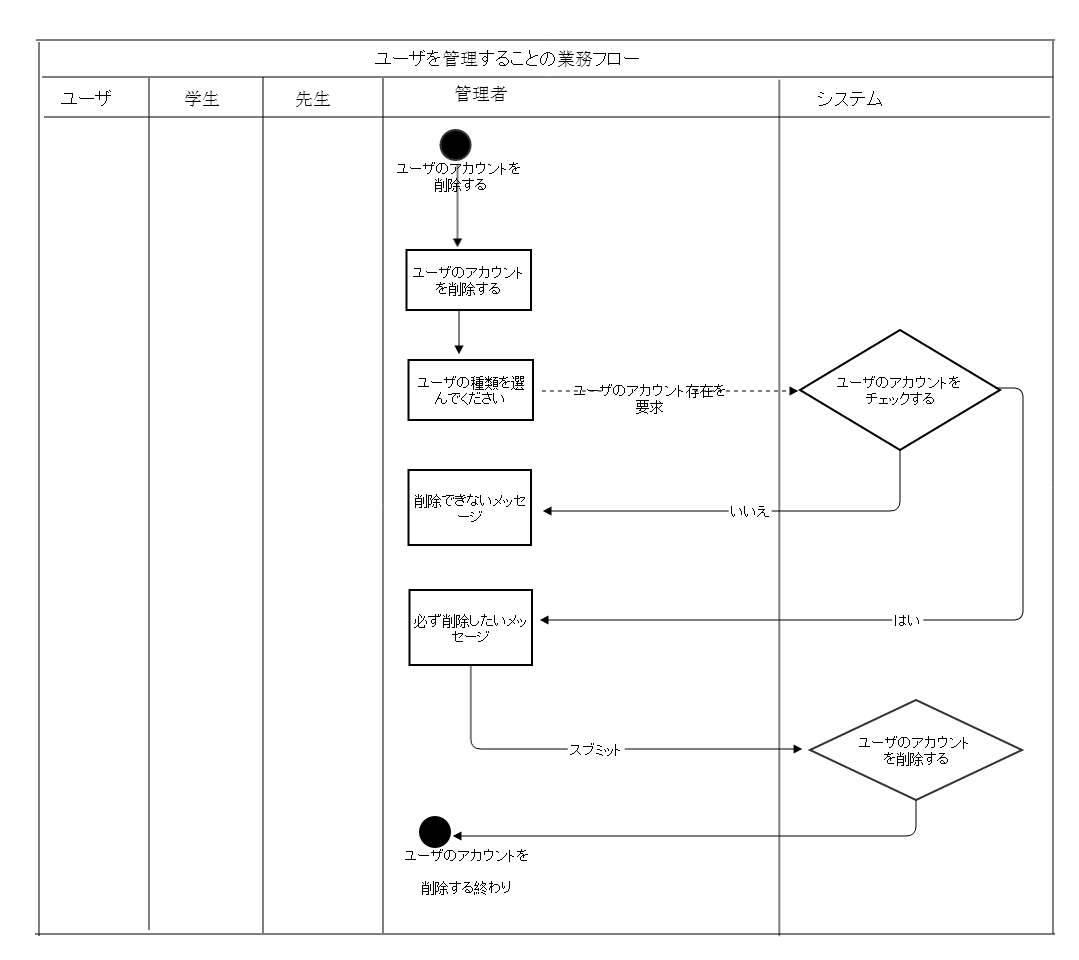 ユーザを管理することの業務フロー
ユーザ
学生
先生
管理者
システム
ユーザのアカウントを
削除する
ユーザのアカウント
を削除する
ユーザの種類を選
んでください
ユーザのアカウント存在を
要求
ユーザのアカウントを
チェックする
削除できないメッセ
ージ
いいえ
必ず削除したいメッ
セージ
はい
スブミット
ユーザのアカウント
を削除する
ユーザのアカウントを
削除する終わり